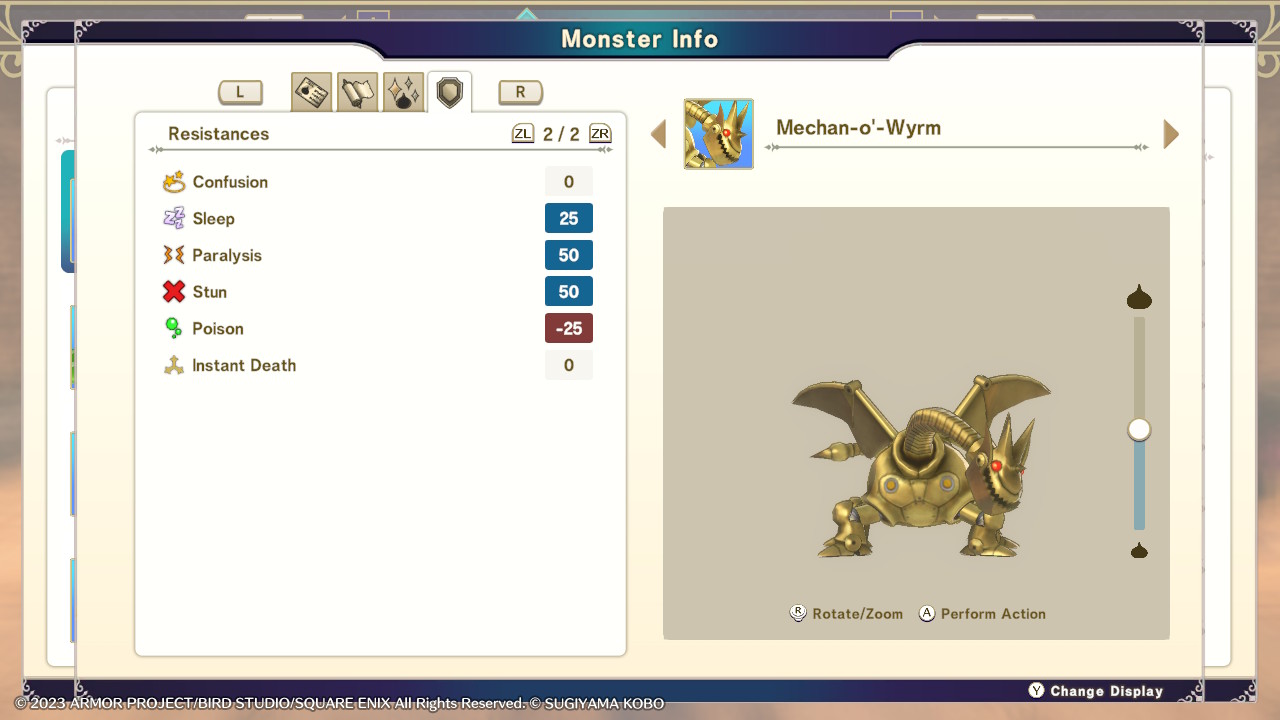 Monster Info
L
R
Resistances
ZL 2 / 2 ZR
Confusion 0
Sleep 25
Paralysis 50
Stun 50
Poison -25
Instant Death 0
Mechan-o'-Wyrm
R Rotate/Zoom A Perform Action
Y Change Display
© 2023 ARMOR PROJECT/BIRD STUDIO/SQUARE ENIX All Rights Reserved. © SUGIYAMA KOBO